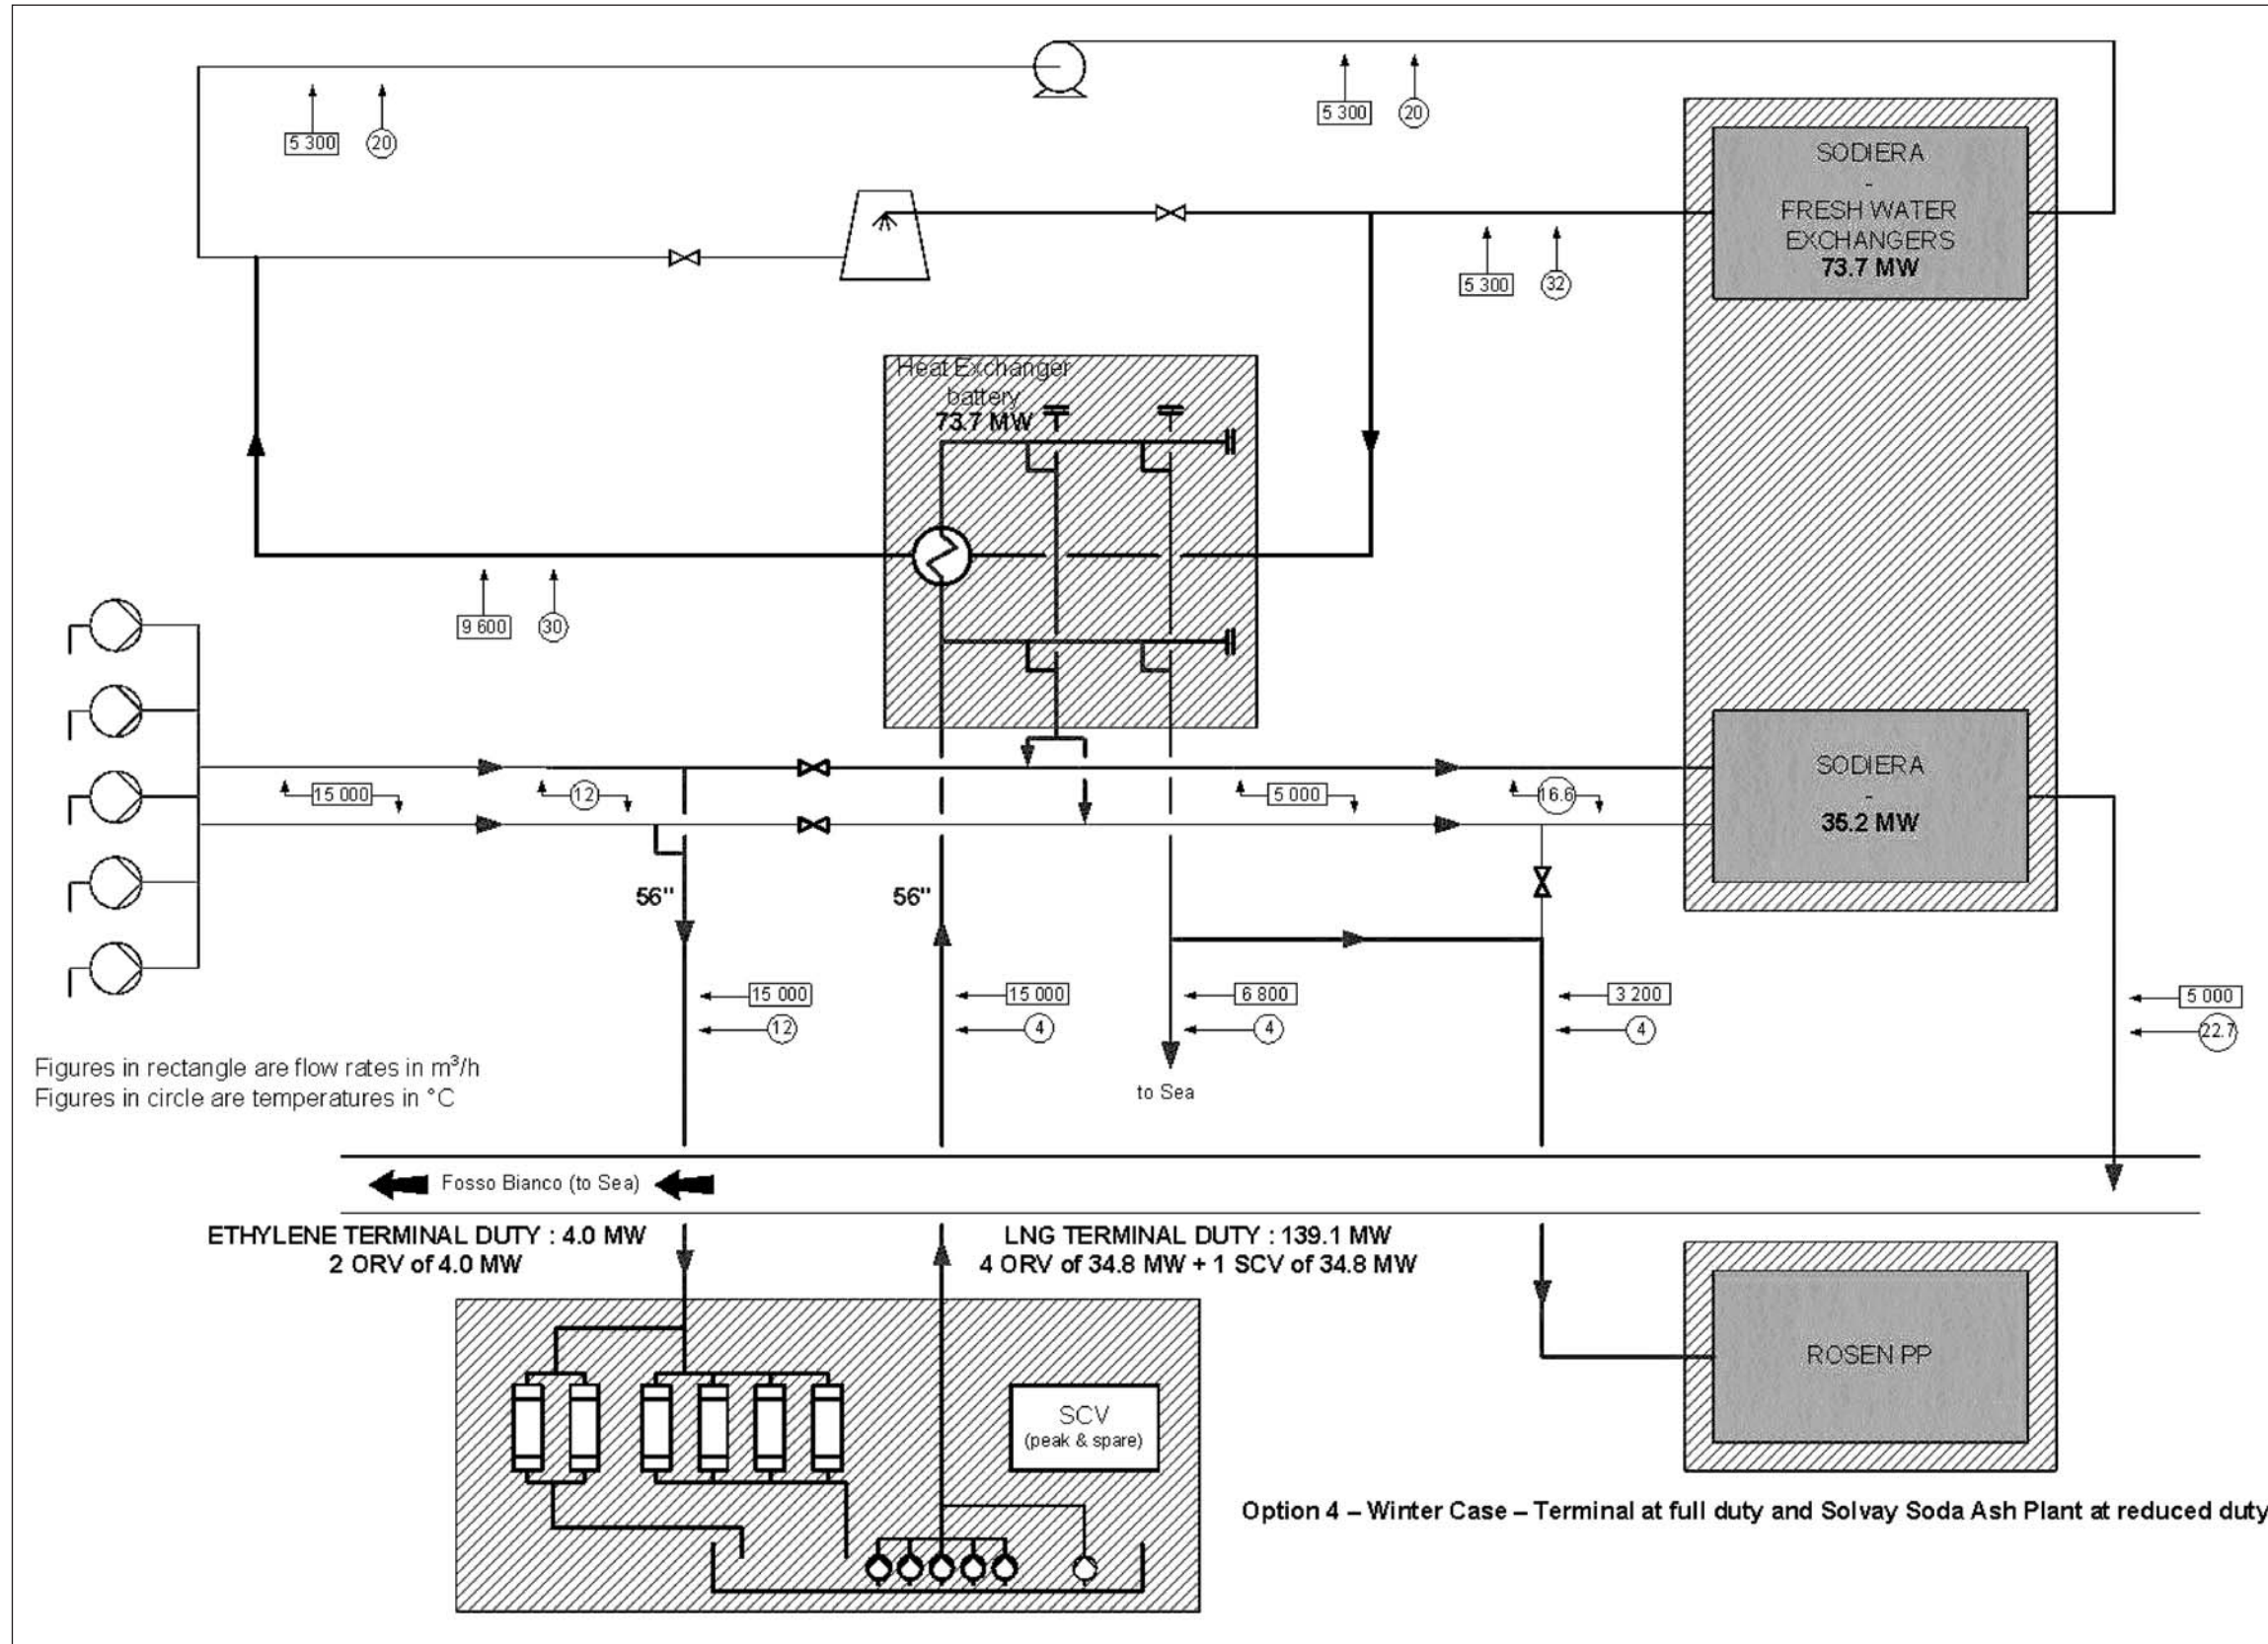 5 300
20
5 300
20
SODIERA
-
FRESH WATER
EXCHANGERS
73.7 MW
5 300
32
Heat Exchanger
battery
73.7 MW
9 600
30
15 000
12
5 000
16.6
SODIERA
-
35.2 MW
56"
56"
15 000
12
15 000
4
6 800
4
3 200
4
5 000
22.7
to Sea
Figures in rectangle are flow rates in m³/h
Figures in circle are temperatures in °C
Fosso Bianco (to Sea)
ETHYLENE TERMINAL DUTY : 4.0 MW
2 ORV of 4.0 MW
LNG TERMINAL DUTY : 139.1 MW
4 ORV of 34.8 MW + 1 SCV of 34.8 MW
ROSEN PP
SCV
(peak & spare)
Option 4 – Winter Case – Terminal at full duty and Solvay Soda Ash Plant at reduced duty